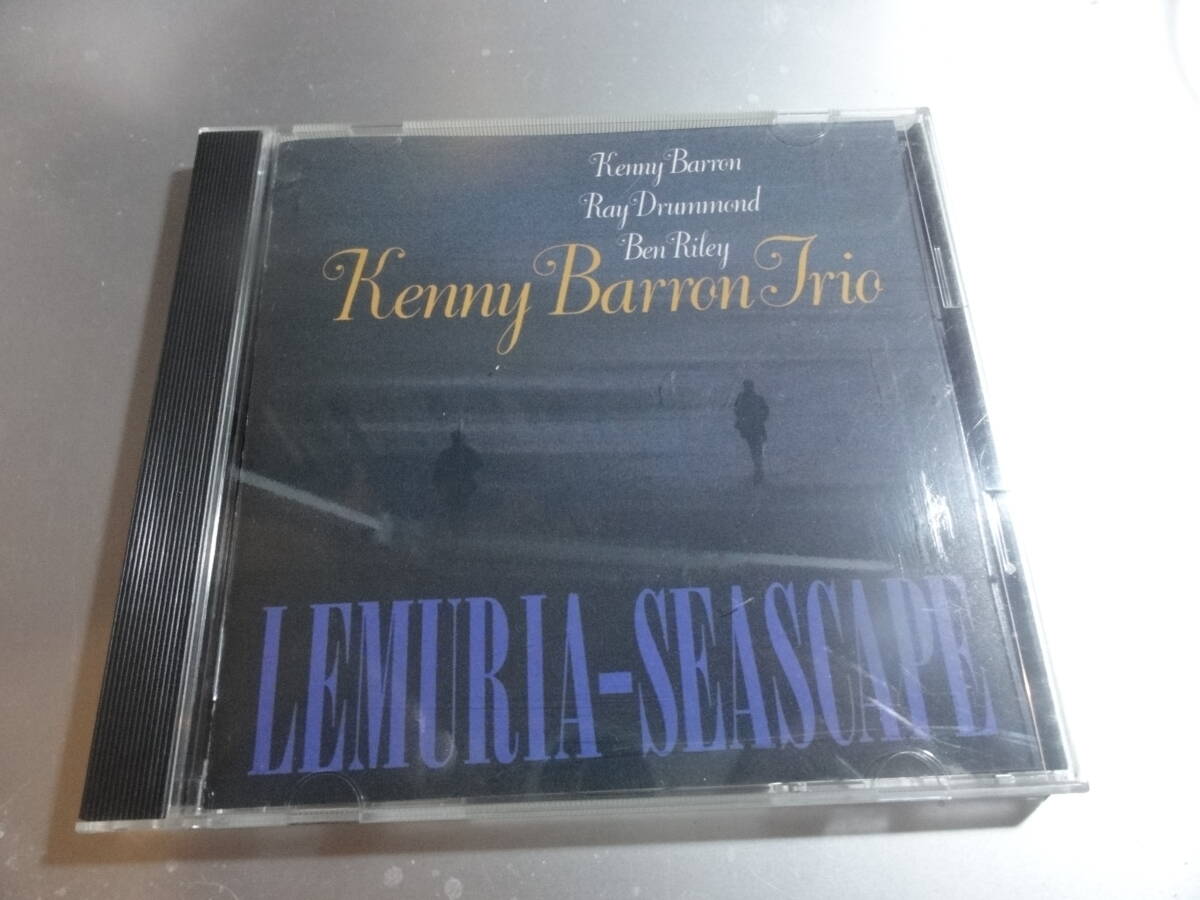 Kenny Barron
Ray Drummond
Ben Riley
Kenny Barron Trio
LEMURIA-SEASCAPE